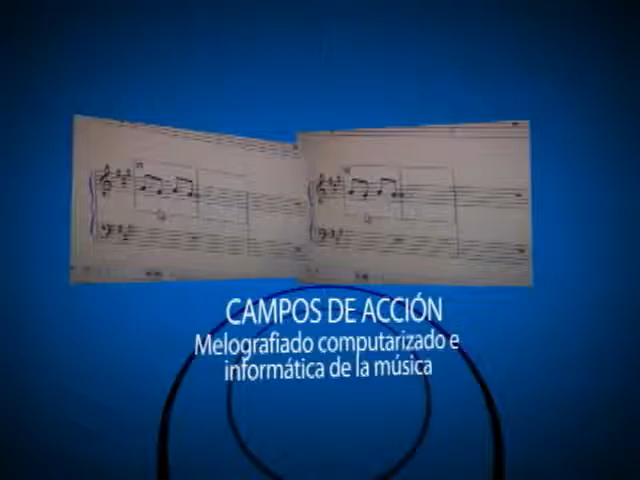 CAMPOS DE ACCIÓN
Melografiado computarizado e
informática de la música